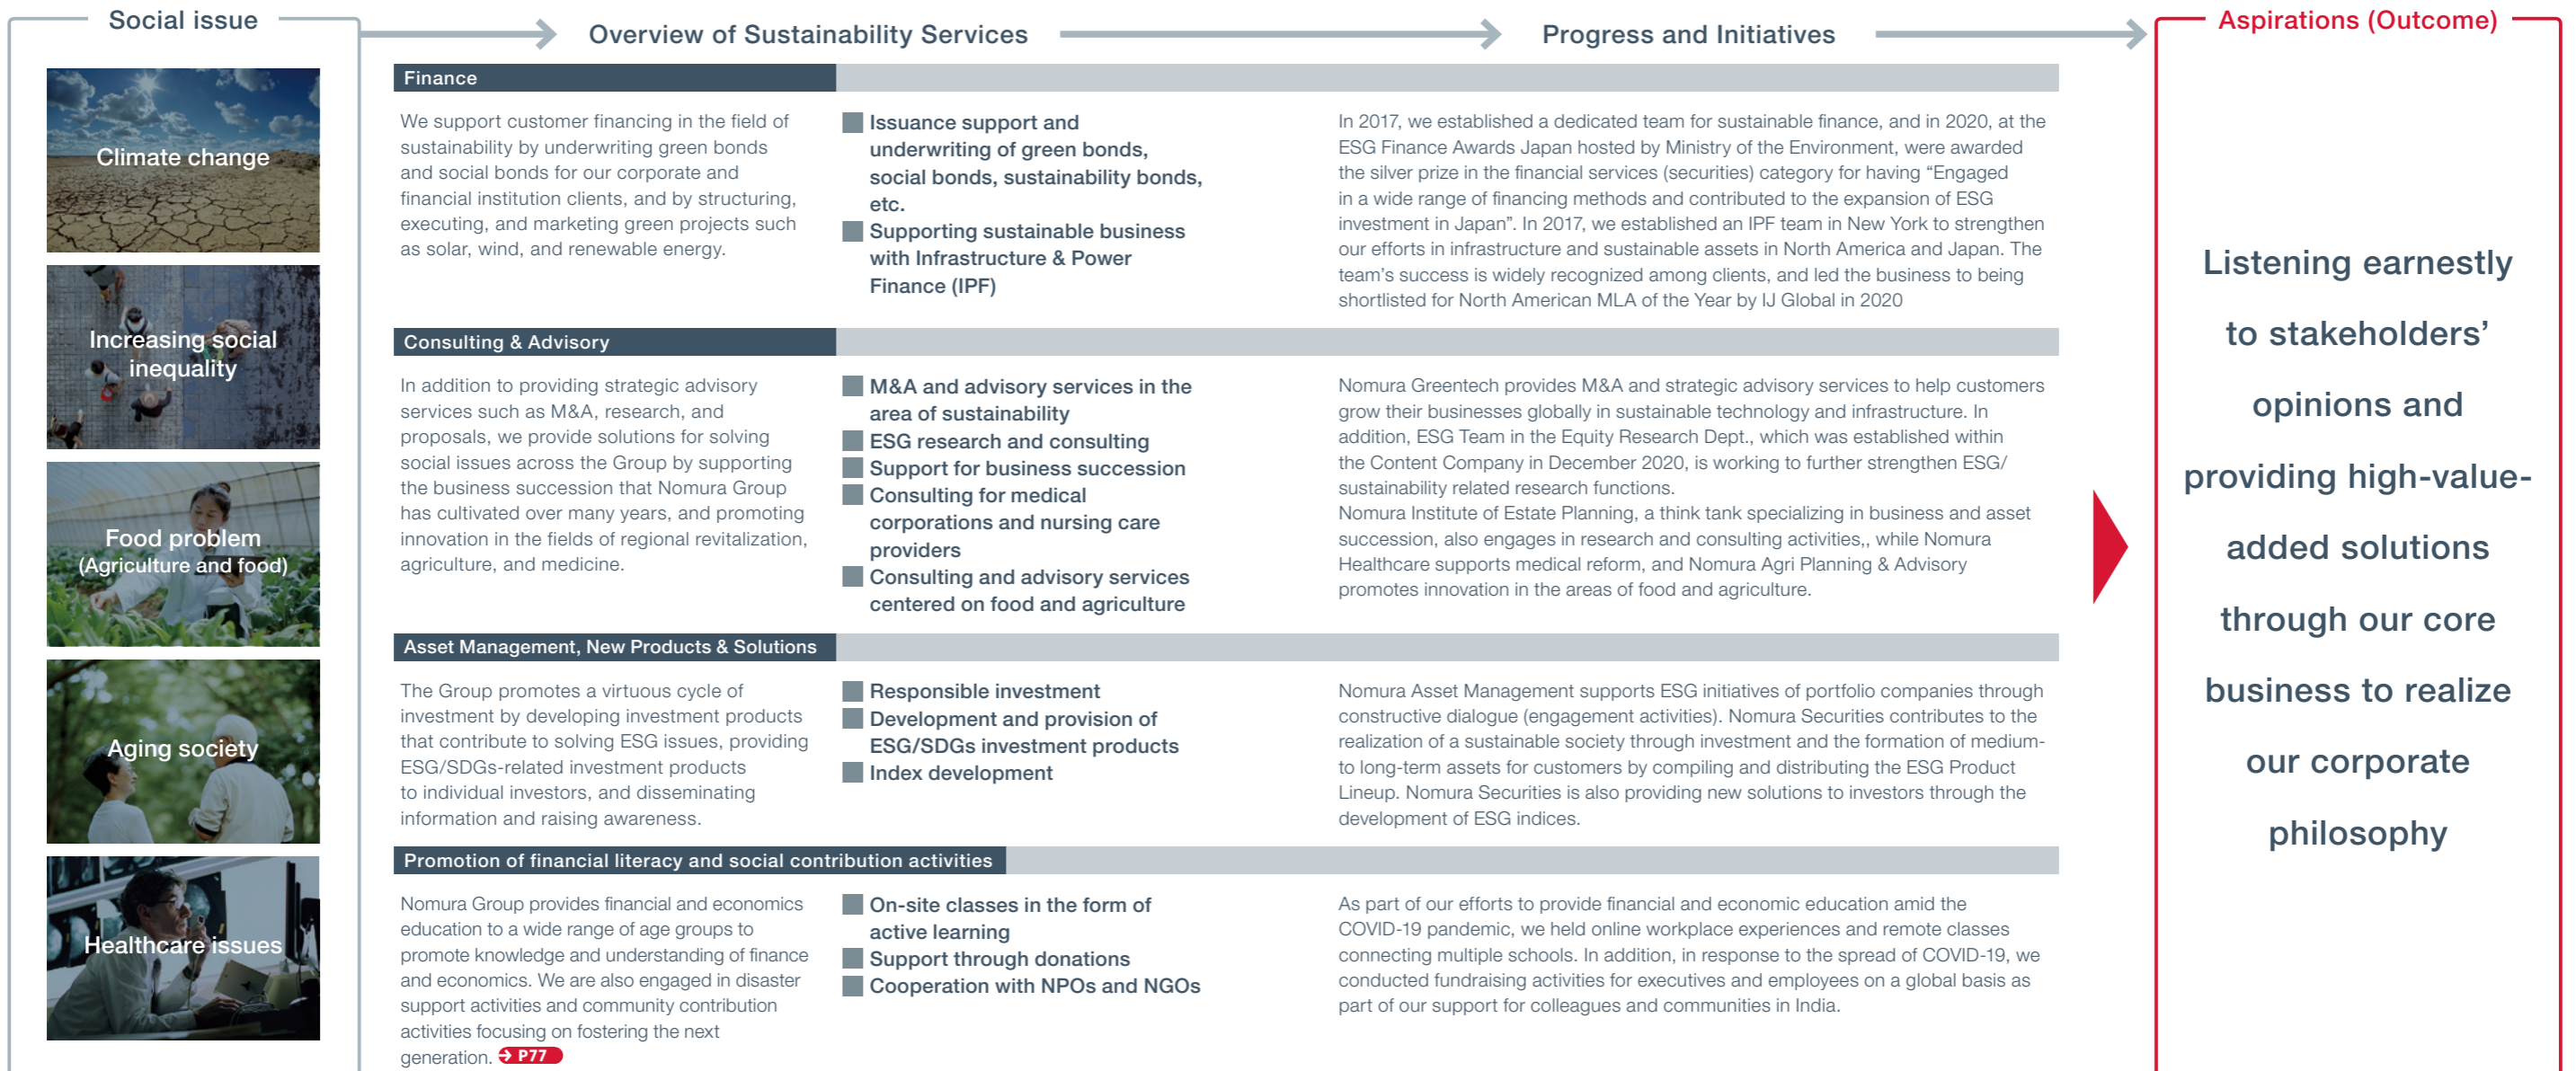 Social issue
Overview of Sustainability Services
Progress and Initiatives
Aspirations (Outcome)
Climate change
Increasing social
inequality
Food problem
(Agriculture and food)
Aging society
Healthcare issues
Finance
We support customer financing in the field of
sustainability by underwriting green bonds
and social bonds for our corporate and
financial institution clients, and by structuring,
executing, and marketing green projects such
as solar, wind, and renewable energy.
Issuance support and
underwriting of green bonds,
social bonds, sustainability bonds,
etc.
Supporting sustainable business
with Infrastructure & Power
Finance (IPF)
In 2017, we established a dedicated team for sustainable finance, and in 2020, at the
ESG Finance Awards Japan hosted by Ministry of the Environment, were awarded
the silver prize in the financial services (securities) category for having “Engaged
in a wide range of financing methods and contributed to the expansion of ESG
investment in Japan”. In 2017, we established an IPF team in New York to strengthen
our efforts in infrastructure and sustainable assets in North America and Japan. The
team’s success is widely recognized among clients, and led the business to being
shortlisted for North American MLA of the Year by IJ Global in 2020
Consulting & Advisory
In addition to providing strategic advisory
services such as M&A, research, and
proposals, we provide solutions for solving
social issues across the Group by supporting
the business succession that Nomura Group
has cultivated over many years, and promoting
innovation in the fields of regional revitalization,
agriculture, and medicine.
M&A and advisory services in the
area of sustainability
ESG research and consulting
Support for business succession
Consulting for medical
corporations and nursing care
providers
Consulting and advisory services
centered on food and agriculture
Nomura Greentech provides M&A and strategic advisory services to help customers
grow their businesses globally in sustainable technology and infrastructure. In
addition, ESG Team in the Equity Research Dept., which was established within
the Content Company in December 2020, is working to further strengthen ESG/
sustainability related research functions.
Nomura Institute of Estate Planning, a think tank specializing in business and asset
succession, also engages in research and consulting activities,, while Nomura
Healthcare supports medical reform, and Nomura Agri Planning & Advisory
promotes innovation in the areas of food and agriculture.
Asset Management, New Products & Solutions
The Group promotes a virtuous cycle of
investment by developing investment products
that contribute to solving ESG issues, providing
ESG/SDGs-related investment products
to individual investors, and disseminating
information and raising awareness.
Responsible investment
Development and provision of
ESG/SDGs investment products
Index development
Nomura Asset Management supports ESG initiatives of portfolio companies through
constructive dialogue (engagement activities). Nomura Securities contributes to the
realization of a sustainable society through investment and the formation of medium-
to long-term assets for customers by compiling and distributing the ESG Product
Lineup. Nomura Securities is also providing new solutions to investors through the
development of ESG indices.
Promotion of financial literacy and social contribution activities
Nomura Group provides financial and economics
education to a wide range of age groups to
promote knowledge and understanding of finance
and economics. We are also engaged in disaster
support activities and community contribution
activities focusing on fostering the next
generation. → P77
On-site classes in the form of
active learning
Support through donations
Cooperation with NPOs and NGOs
As part of our efforts to provide financial and economic education amid the
COVID-19 pandemic, we held online workplace experiences and remote classes
connecting multiple schools. In addition, in response to the spread of COVID-19, we
conducted fundraising activities for executives and employees on a global basis as
part of our support for colleagues and communities in India.
Listening earnestly
to stakeholders’
opinions and
providing high-value-
added solutions
through our core
business to realize
our corporate
philosophy